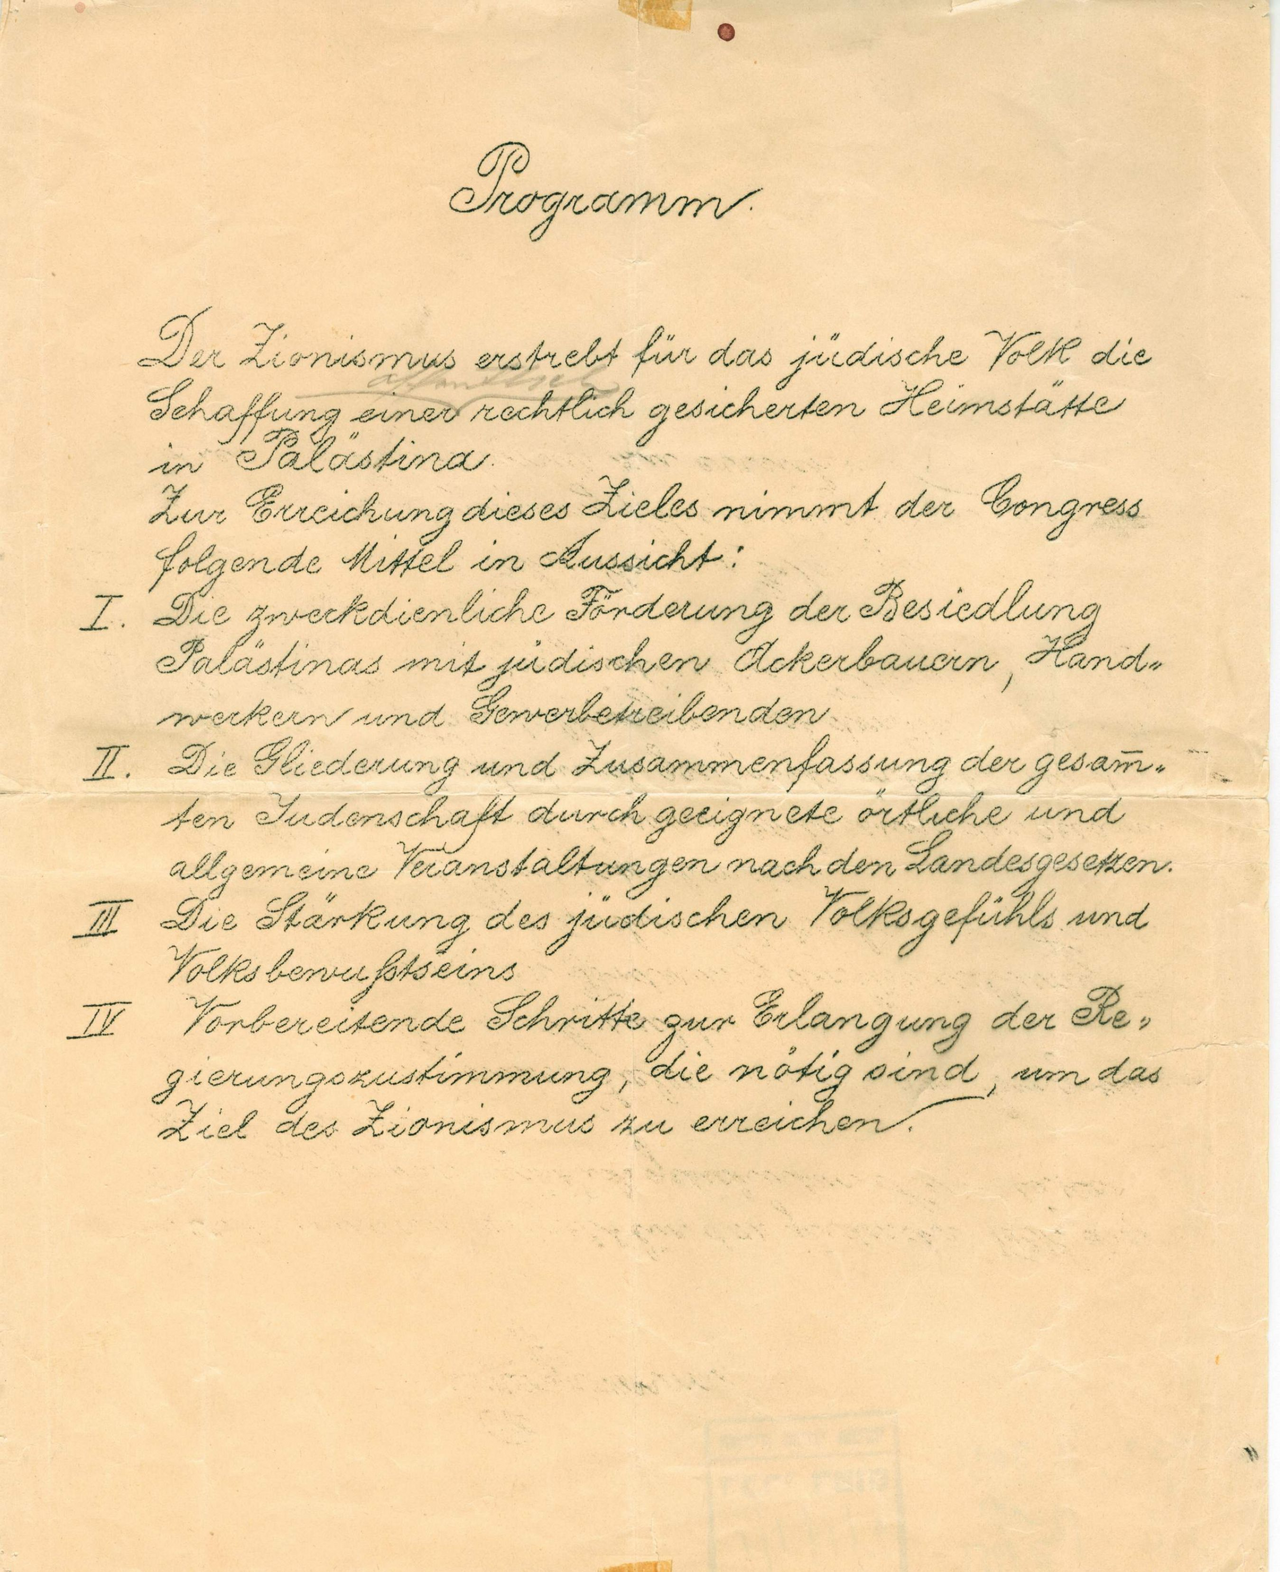 Programm.
Der Zionismus erstrebt für das jüdische Volk die
öffentlich
Schaffung einer rechtlich gesicherten Heimstätte
in Palästina.
Zur Erreichung dieses Zieles nimmt der Congress
folgende Mittel in Aussicht:
I. Die zweckdienliche Förderung der Besiedlung
Palästinas mit jüdischen Ackerbauern, Hand-
werkern und Gewerbetreibenden
II. Die Gliederung und Zusammenfassung der gesam̅-
ten Judenschaft durch geeignete örtliche und
allgemeine Veranstaltungen nach den Landesgesetzen.
III Die Stärkung des jüdischen Volksgefühls und
Volksbewußtseins
IV Vorbereitende Schritte zur Erlangung der Re-
gierungszustimmung, die nötig sind, um das
Ziel des Zionismus zu erreichen.